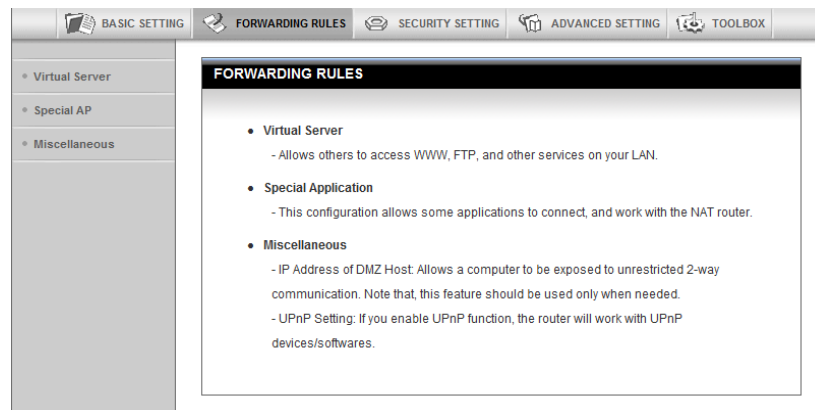 BASIC SETTING FORWARDING RULES SECURITY SETTING ADVANCED SETTING TOOLBOX
Virtual Server
Special AP
Miscellaneous
FORWARDING RULES
Virtual Server
- Allows others to access WWW, FTP, and other services on your LAN.
Special Application
- This configuration allows some applications to connect, and work with the NAT router.
Miscellaneous
- IP Address of DMZ Host: Allows a computer to be exposed to unrestricted 2-way
communication. Note that, this feature should be used only when needed.
- UPnP Setting: If you enable UPnP function, the router will work with UPnP
devices/softwares.